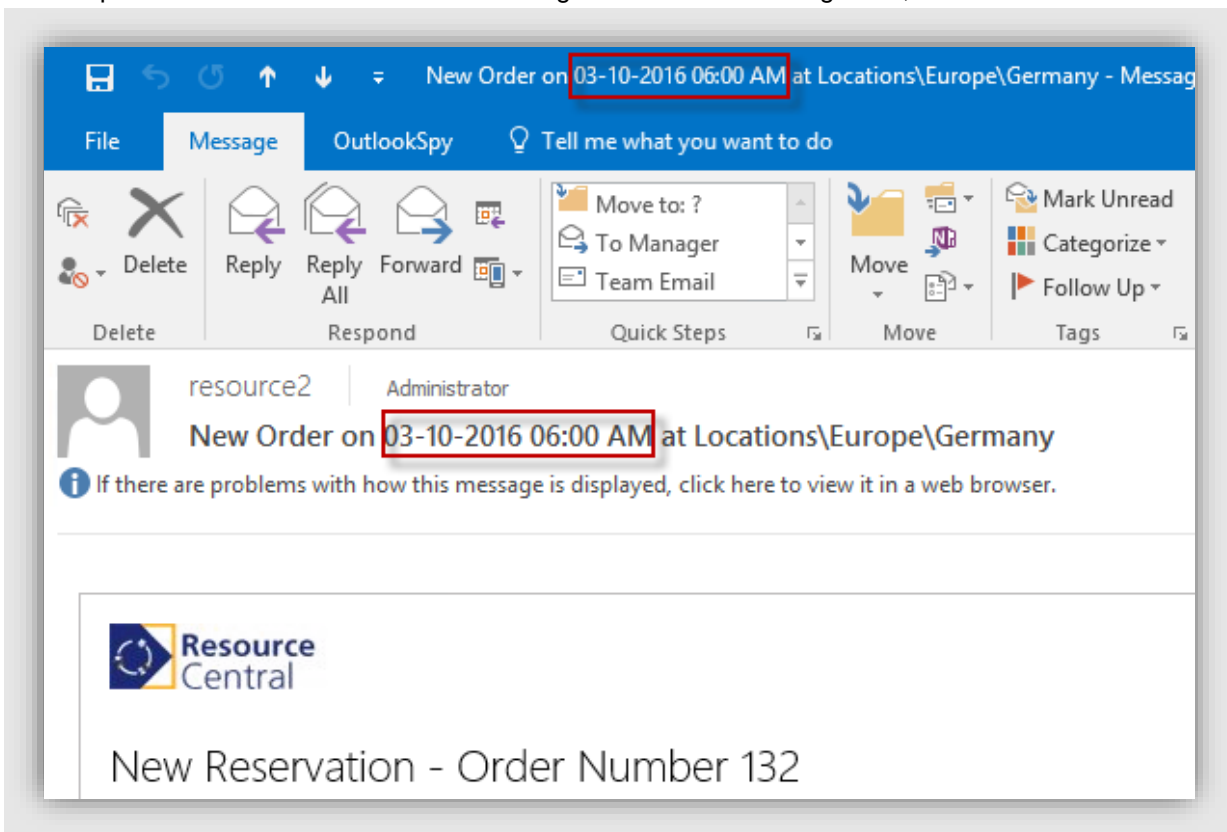 New Order on 03-10-2016 06:00 AM at Locations\Europe\Germany - Messag
File Message OutlookSpy Tell me what you want to do
Move to: ? Mark Unread
To Manager Categorize
Delete Reply Reply All Forward Team Email Move Follow Up
Delete Respond Quick Steps Move Tags
resource2 Administrator
New Order on 03-10-2016 06:00 AM at Locations\Europe\Germany
If there are problems with how this message is displayed, click here to view it in a web browser.
Resource
Central
New Reservation - Order Number 132